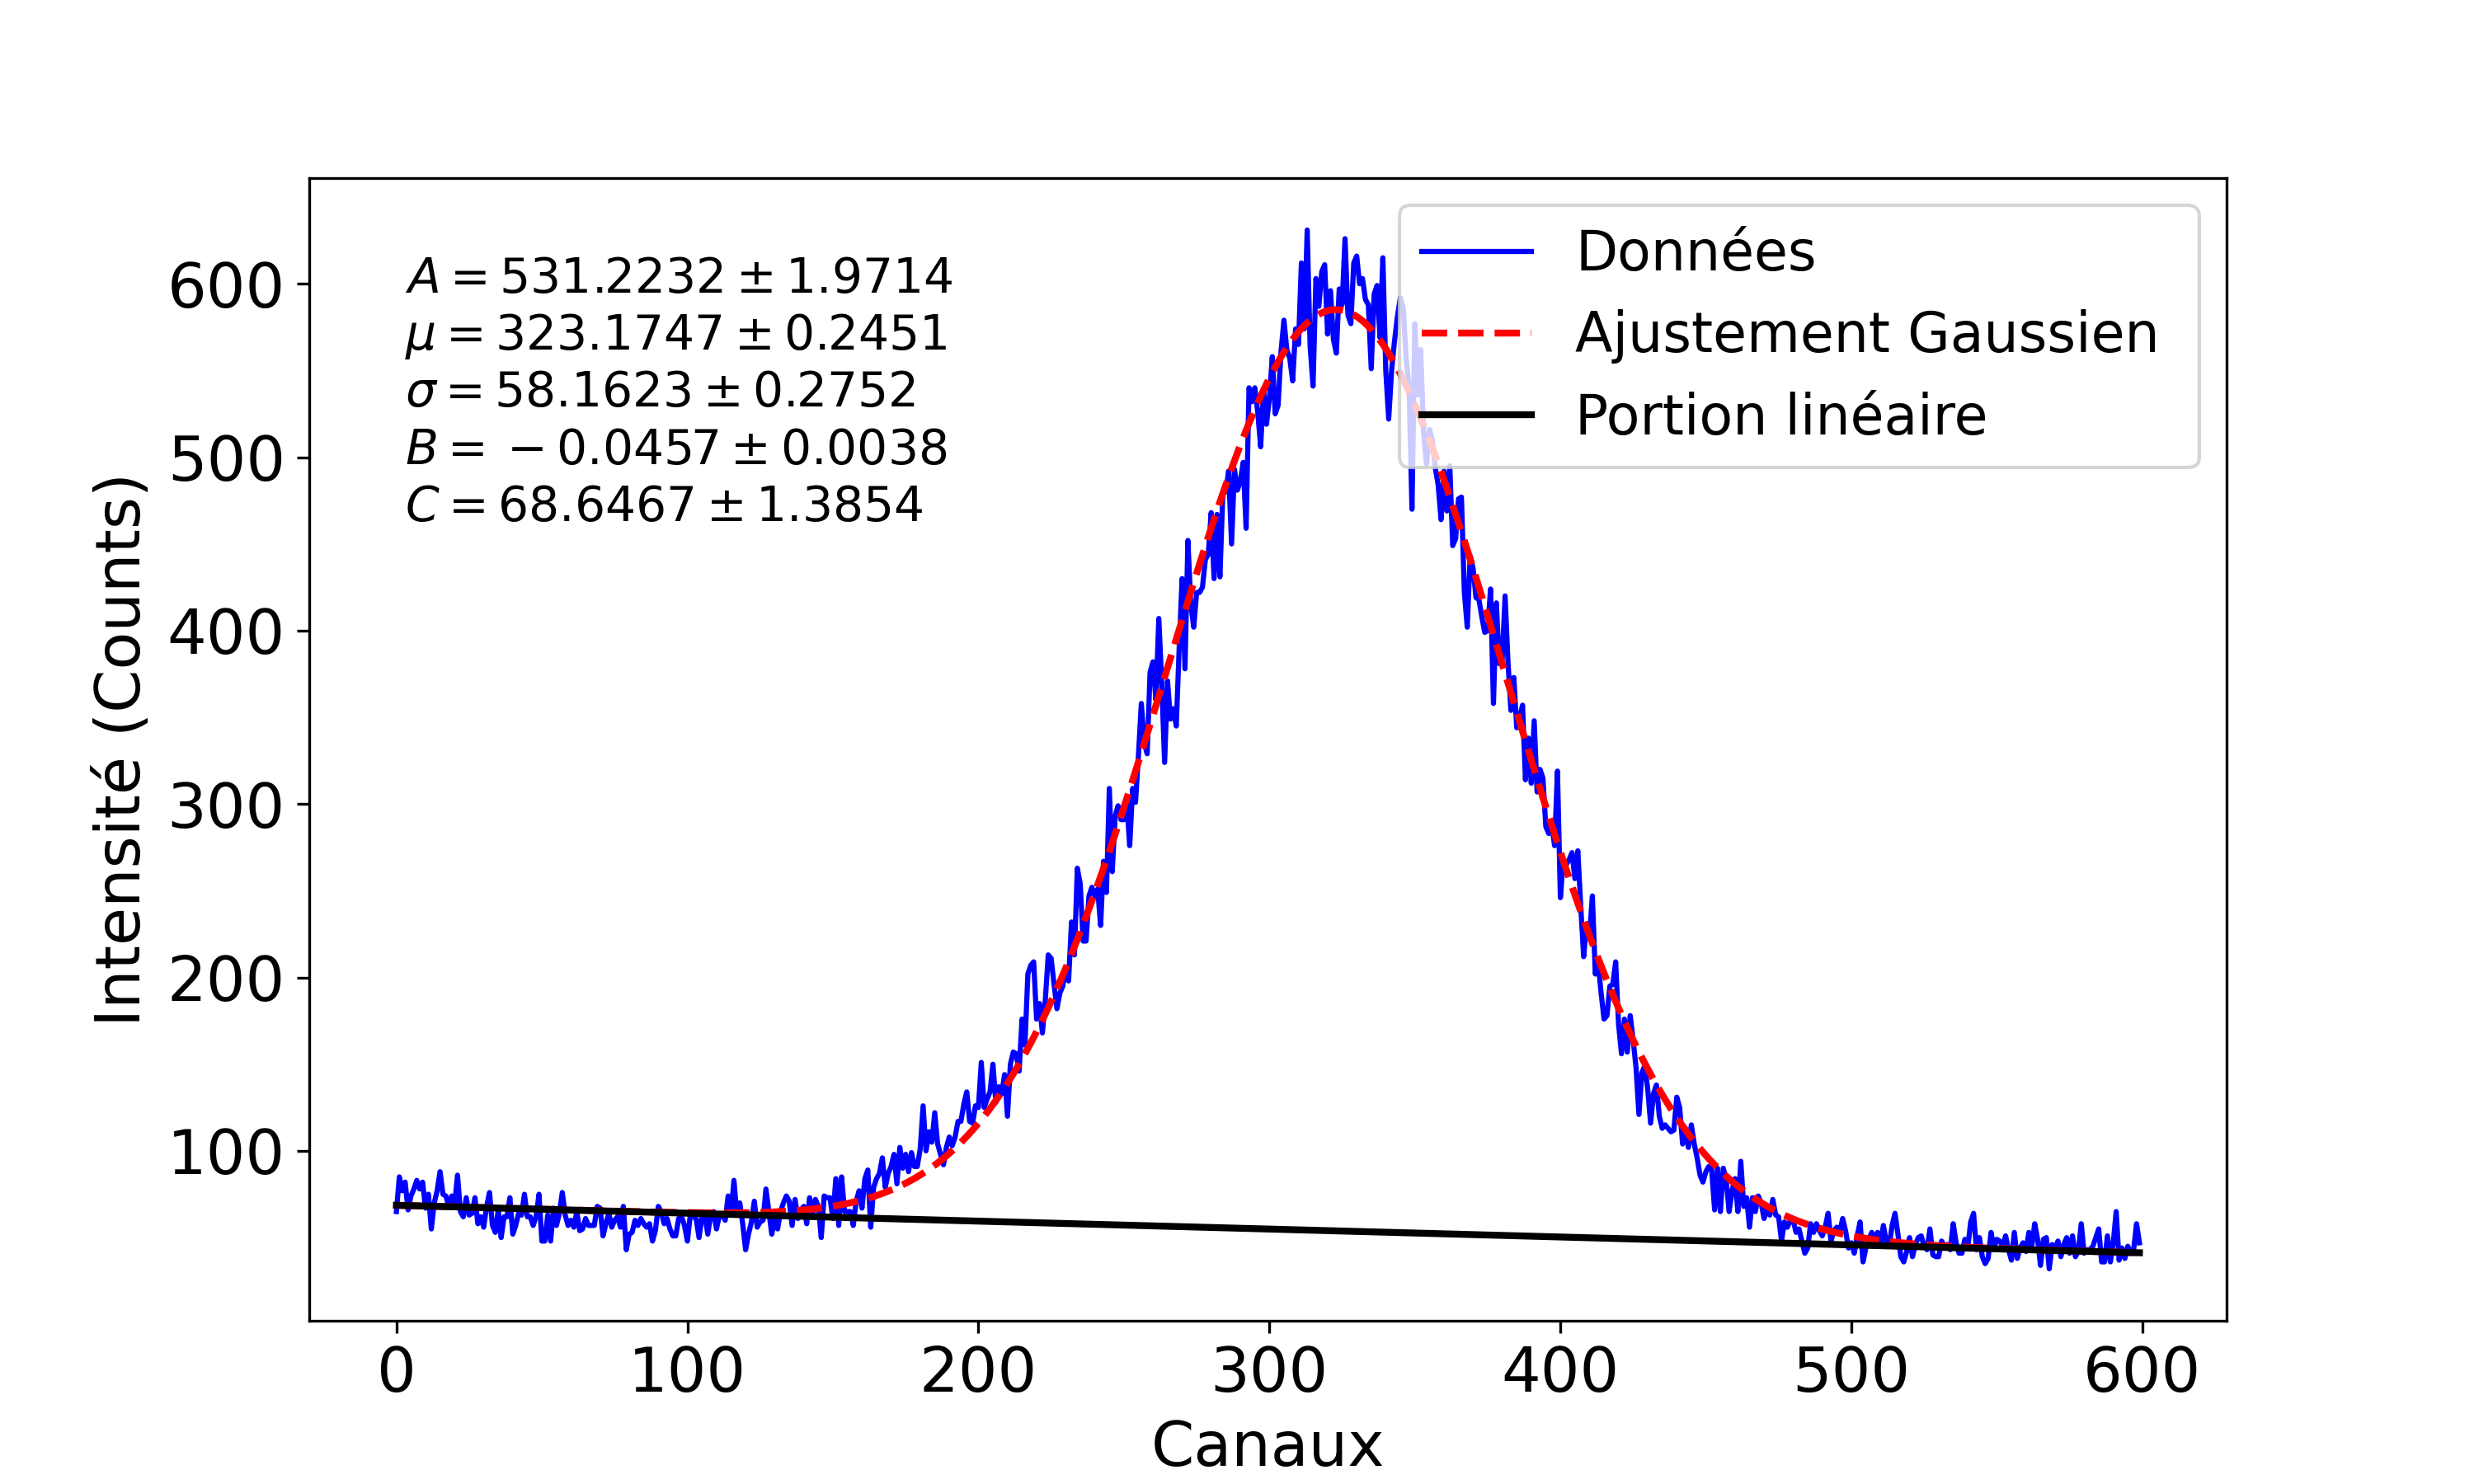 A = 531.2232 ± 1.9714
μ = 323.1747 ± 0.2451
σ = 58.1623 ± 0.2752
B = −0.0457 ± 0.0038
C = 68.6467 ± 1.3854
Données
Ajustement Gaussien
Portion linéaire
Intensité (Counts)
600
500
400
300
200
100
0 100 200 300 400 500 600
Canaux